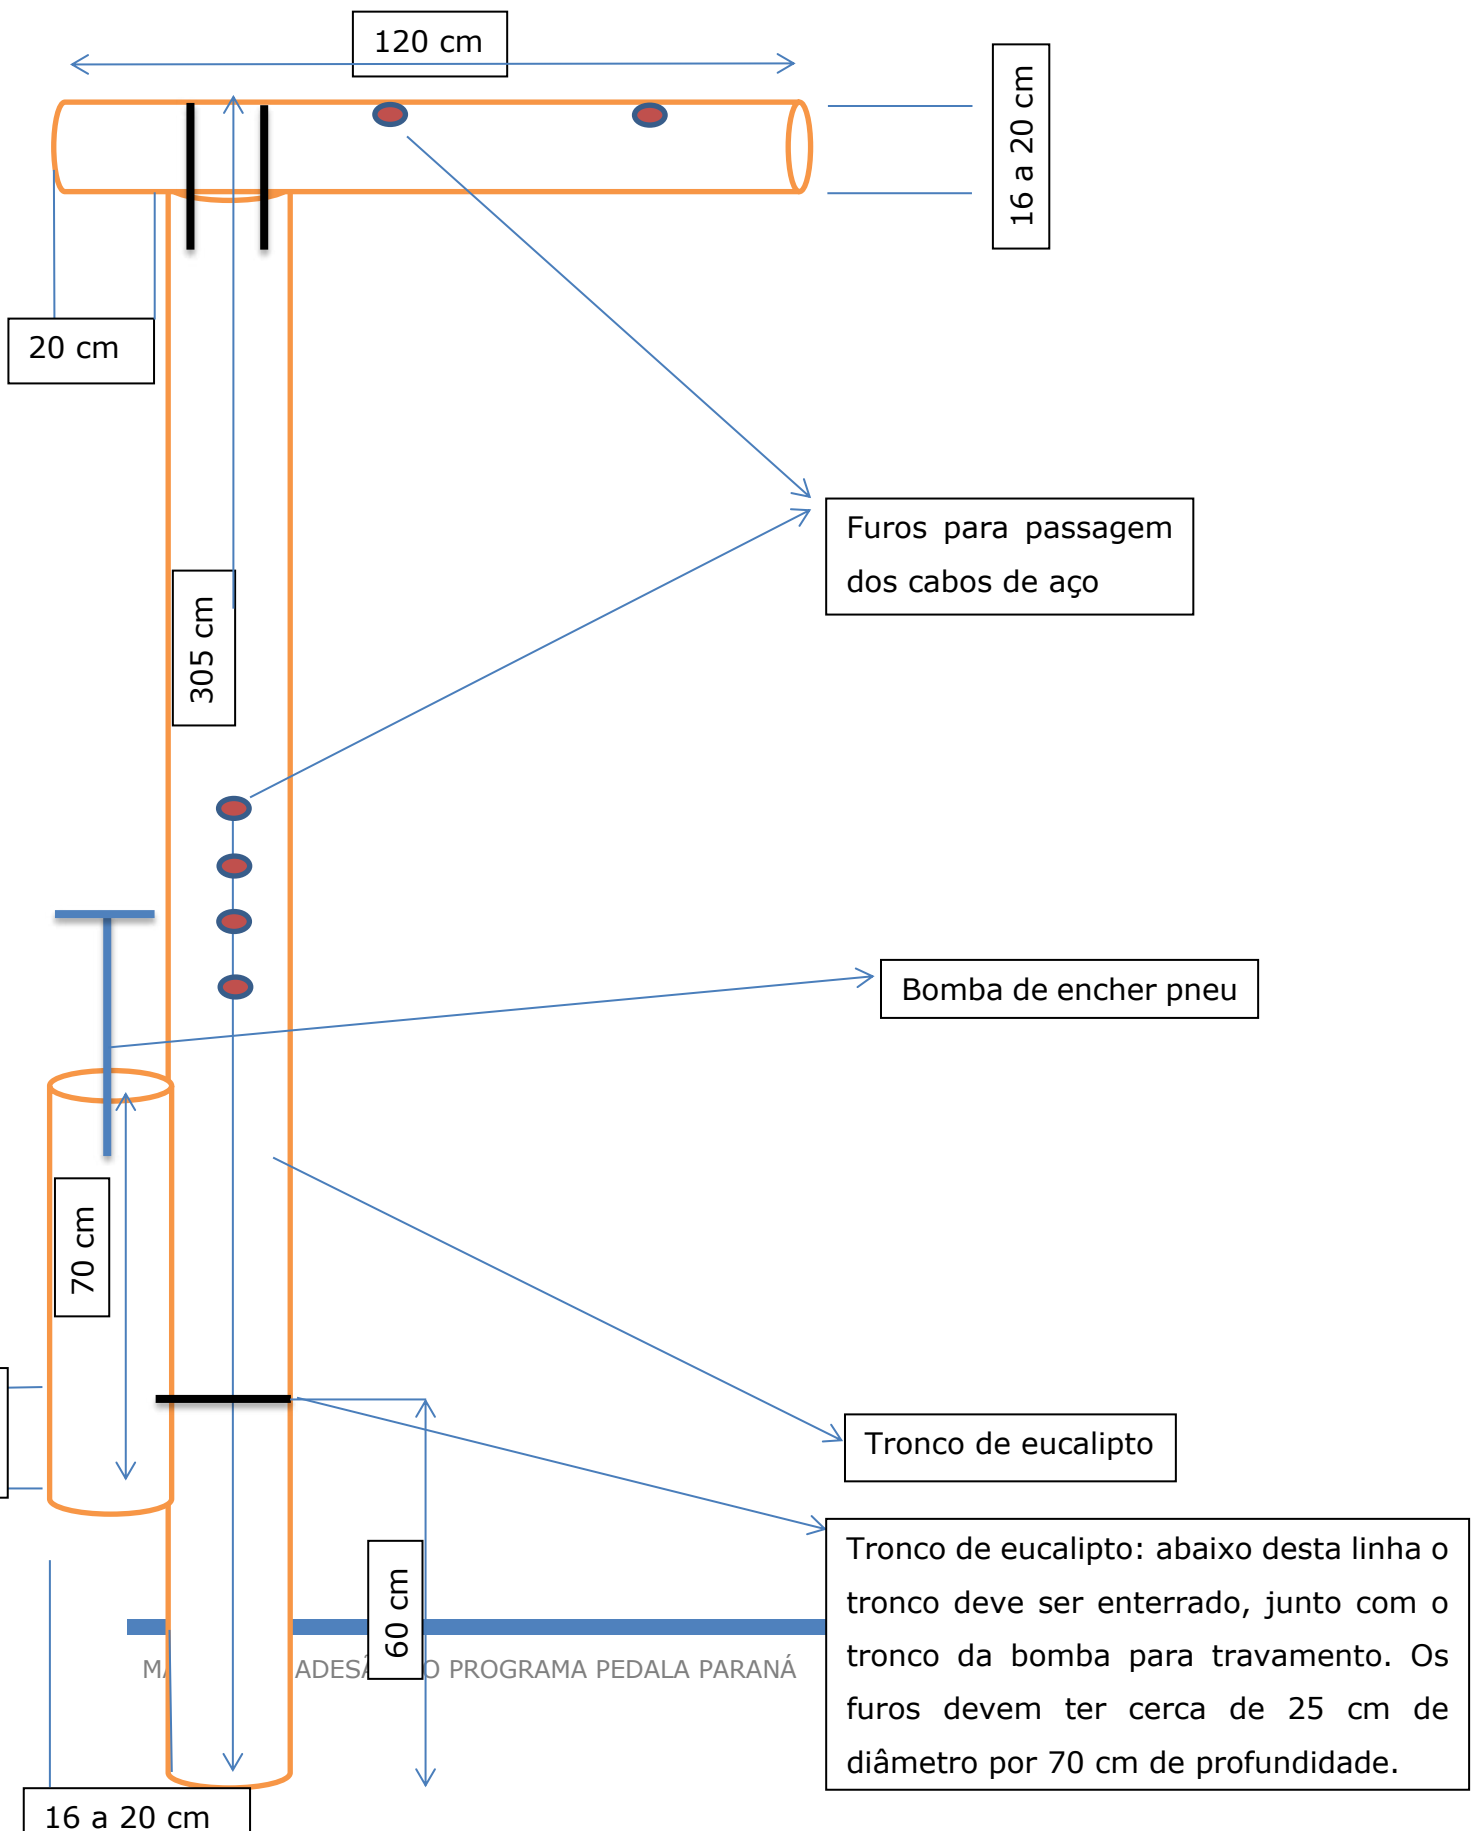 120 cm
16 a 20 cm
20 cm
Furos para passagem
dos cabos de aço
305 cm
Bomba de encher pneu
70 cm
Tronco de eucalipto
60 cm
Tronco de eucalipto: abaixo desta linha o
tronco deve ser enterrado, junto com o
tronco da bomba para travamento. Os
furos devem ter cerca de 25 cm de
diâmetro por 70 cm de profundidade.
PROGRAMA PEDALA PARANÁ
16 a 20 cm